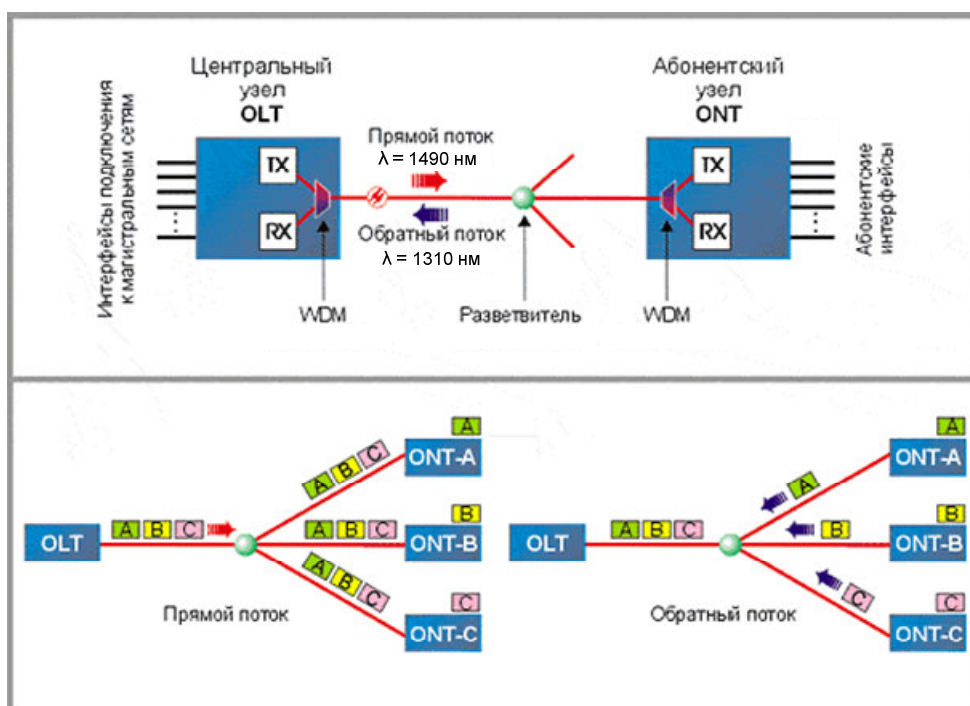 Центральный
узел
OLT
Абонентский
узел
ONT
Интерфейсы подключения
к магистральным сетям
TX
RX
Прямой поток
λ = 1490 нм
Обратный поток
λ = 1310 нм
TX
RX
Абонентские
интерфейсы
WDM
Разветвитель
WDM
A
ONT-A
A B C
B
OLT
A B C
A B C
ONT-B
A B C
C
ONT-C
Прямой поток
A
ONT-A
A
B
OLT
A B C
B
ONT-B
C
C
ONT-C
Обратный поток